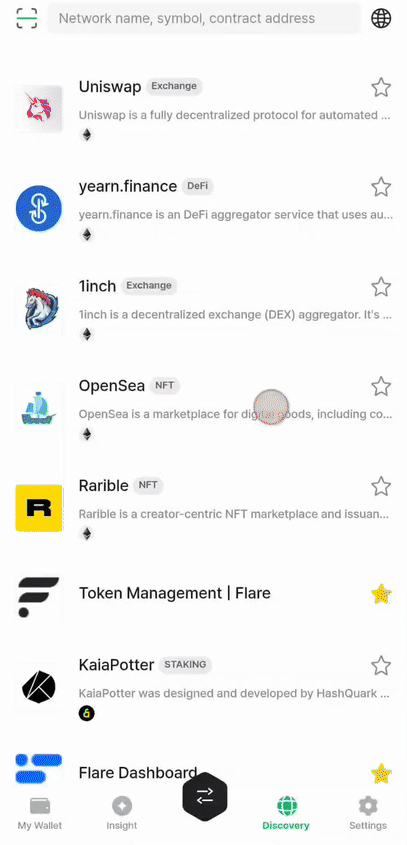 Network name, symbol, contract address
Uniswap Exchange
Uniswap is a fully decentralized protocol for automated ...
yearn.finance DeFi
yearn.finance is an DeFi aggregator service that uses au...
1inch Exchange
1inch is a decentralized exchange (DEX) aggregator. It's ...
OpenSea NFT
OpenSea is a marketplace for digital goods, including co...
R
Rarible NFT
Rarible is a creator-centric NFT marketplace and issuan...
Token Management | Flare
KaiaPotter STAKING
KaiaPotter was designed and developed by HashQuark ...
Flare Dashboard
My Wallet
Insight
Discovery
Settings